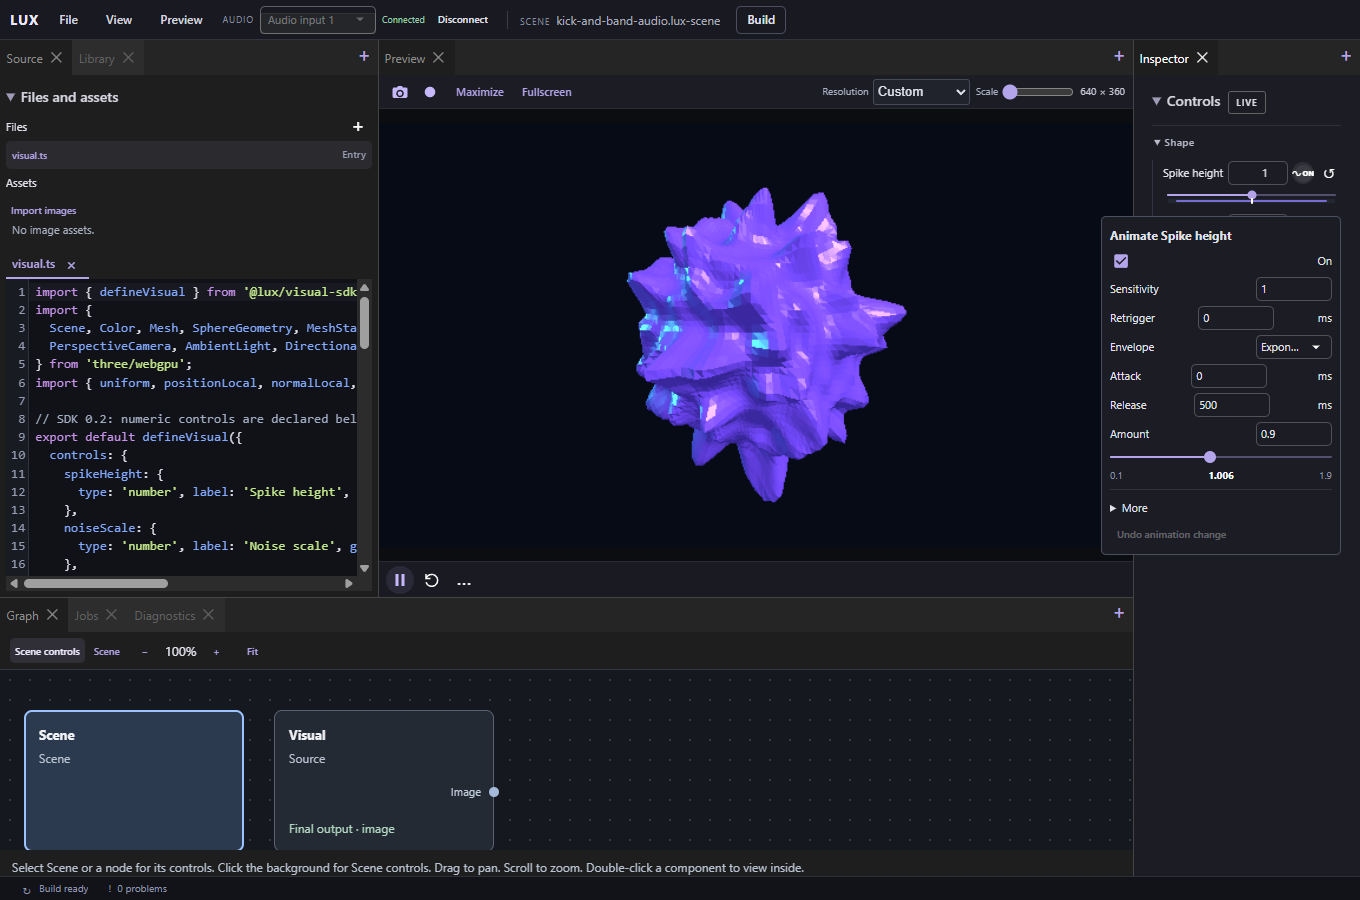 LUX File View Preview AUDIO Audio input 1 Connected Disconnect SCENE kick-and-band-audio.lux-scene Build
Source Library +
Files and assets
Files +
visual.ts Entry
Assets
Import images
No image assets.
visual.ts ×
1 import { defineVisual } from '@lux/visual-sdk
2 import {
3 Scene, Color, Mesh, SphereGeometry, MeshSta
4 PerspectiveCamera, AmbientLight, Directiona
5 } from 'three/webgpu';
6 import { uniform, positionLocal, normalLocal,
7
8 // SDK 0.2: numeric controls are declared bel
9 export default defineVisual({
10 controls: {
11 spikeHeight: {
12 type: 'number', label: 'Spike height',
13 },
14 noiseScale: {
15 type: 'number', label: 'Noise scale', g
16 },
Preview +
Maximize Fullscreen Resolution Custom Scale 640 × 360
...
Inspector +
Controls LIVE
Shape
Spike height 1 ON
Animate Spike height
On
Sensitivity 1
Retrigger 0 ms
Envelope Expon...
Attack 0 ms
Release 500 ms
Amount 0.9
0.1 1.006 1.9
More
Undo animation change
Graph Jobs Diagnostics +
Scene controls Scene − 100% + Fit
Scene
Scene
Visual
Source
Image
Final output · image
Select Scene or a node for its controls. Click the background for Scene controls. Drag to pan. Scroll to zoom. Double-click a component to view inside.
Build ready ! 0 problems